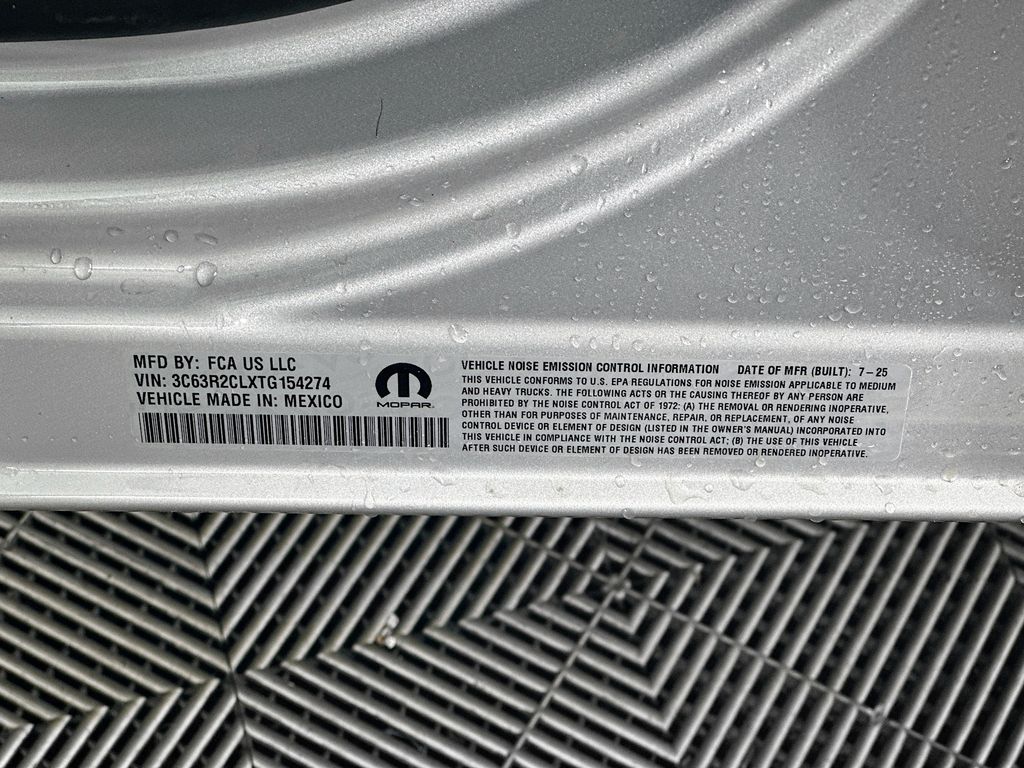 MFD BY: FCA US LLC
VIN: 3C63R2CLXTG154274
VEHICLE MADE IN: MEXICO
MOPAR
VEHICLE NOISE EMISSION CONTROL INFORMATION DATE OF MFR (BUILT): 7-25
THIS VEHICLE CONFORMS TO U.S. EPA REGULATIONS FOR NOISE EMISSION APPLICABLE TO MEDIUM
AND HEAVY TRUCKS. THE FOLLOWING ACTS OR THE CAUSING THEREOF BY ANY PERSON ARE
PROHIBITED BY THE NOISE CONTROL ACT OF 1972: (A) THE REMOVAL OR RENDERING INOPERATIVE,
OTHER THAN FOR PURPOSES OF MAINTENANCE, REPAIR, OR REPLACEMENT, OF ANY NOISE
CONTROL DEVICE OR ELEMENT OF DESIGN (LISTED IN THE OWNER'S MANUAL) INCORPORATED INTO
THIS VEHICLE IN COMPLIANCE WITH THE NOISE CONTROL ACT; (B) THE USE OF THIS VEHICLE
AFTER SUCH DEVICE OR ELEMENT OF DESIGN HAS BEEN REMOVED OR RENDERED INOPERATIVE.